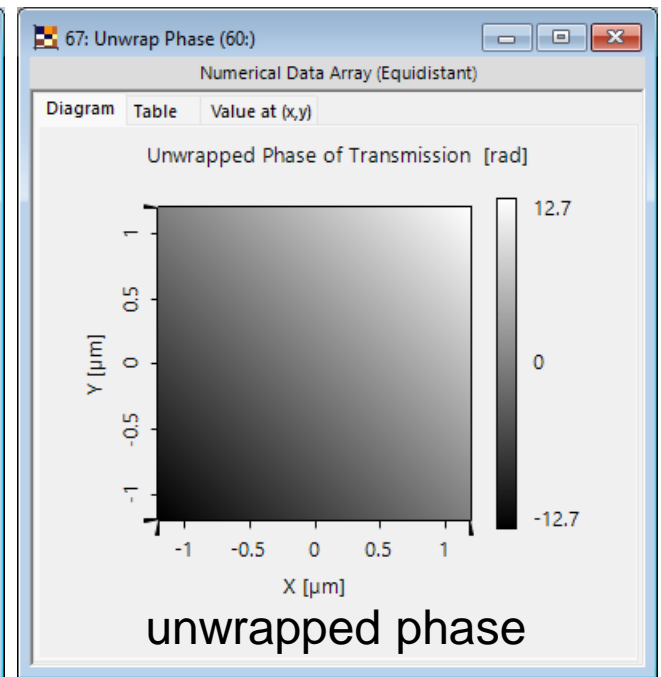 67: Unwrap Phase (60:)
Numerical Data Array (Equidistant)
Diagram Table Value at (x,y)
Unwrapped Phase of Transmission [rad]
12.7
0
-12.7
Y [µm]
1
0.5
0
-0.5
-1
-1 -0.5 0 0.5 1
X [µm]
unwrapped phase